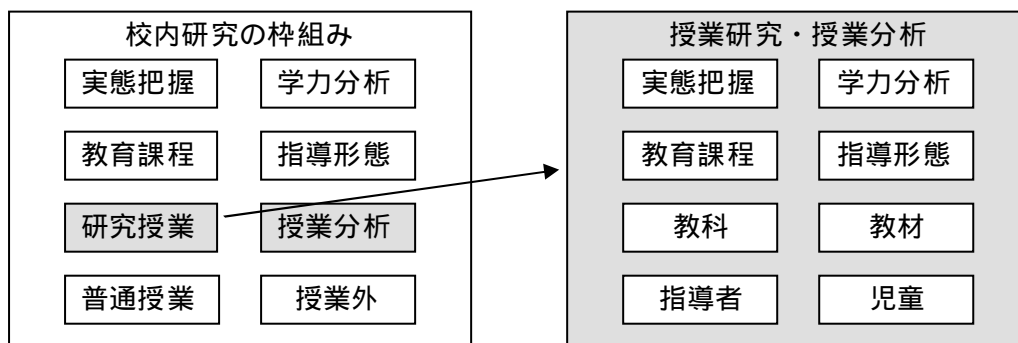 校内研究の枠組み
実態把握
学力分析
教育課程
指導形態
研究授業
授業分析
普通授業
授業外
授業研究・授業分析
実態把握
学力分析
教育課程
指導形態
教科
教材
指導者
児童